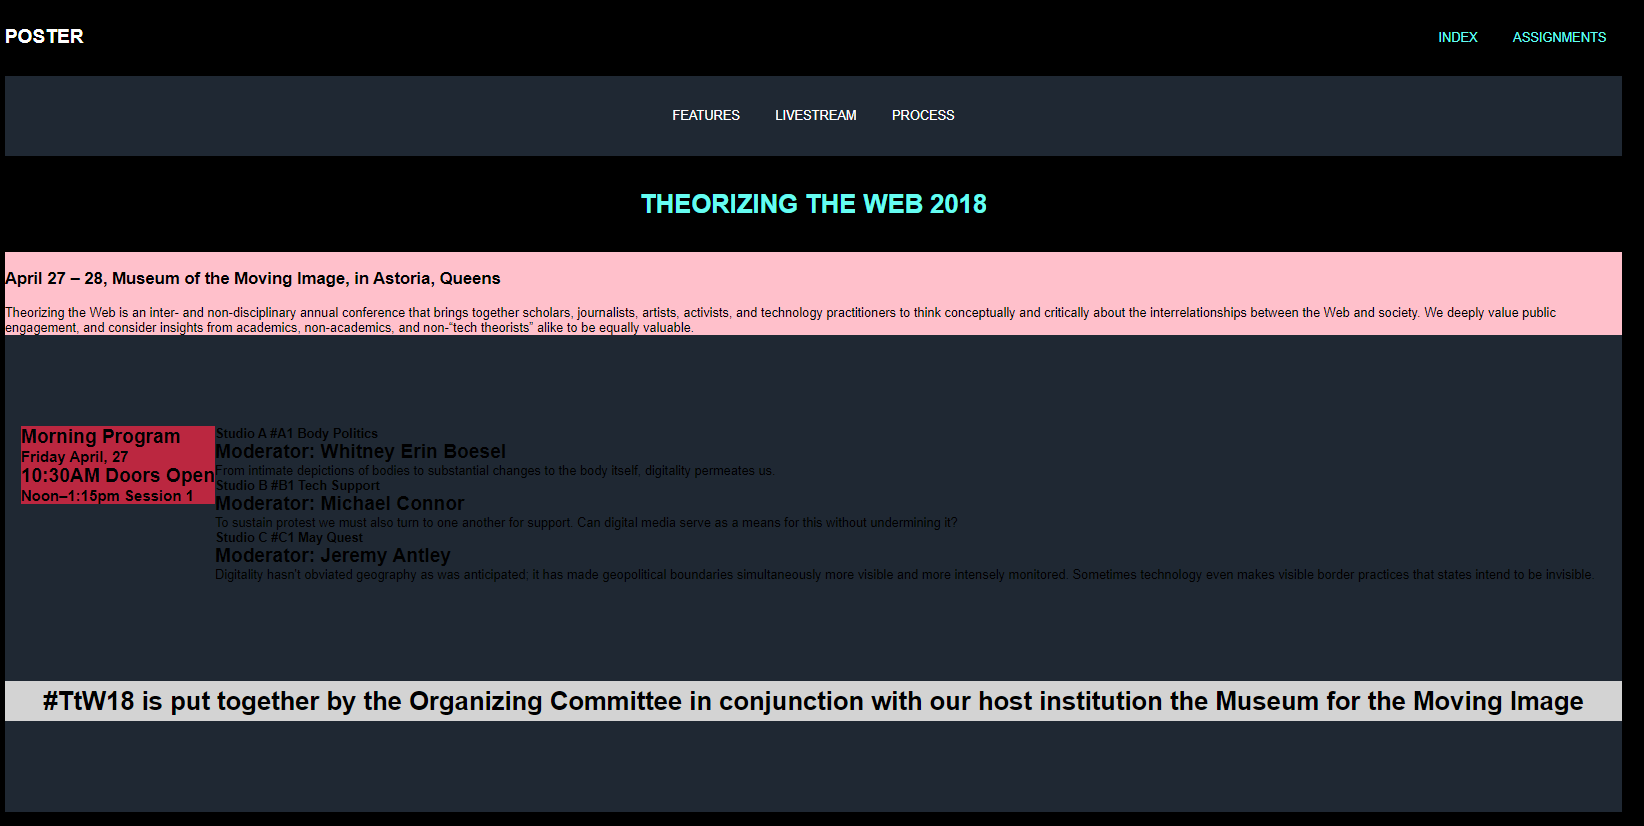 POSTER
INDEX ASSIGNMENTS
FEATURES LIVESTREAM PROCESS
THEORIZING THE WEB 2018
April 27 – 28, Museum of the Moving Image, in Astoria, Queens
Theorizing the Web is an inter- and non-disciplinary annual conference that brings together scholars, journalists, artists, activists, and technology practitioners to think conceptually and critically about the interrelationships between the Web and society. We deeply value public
engagement, and consider insights from academics, non-academics, and non-“tech theorists” alike to be equally valuable.
Morning Program
Friday April, 27
10:30AM Doors Open
Noon–1:15pm Session 1
Studio A #A1 Body Politics
Moderator: Whitney Erin Boesel
From intimate depictions of bodies to substantial changes to the body itself, digitality permeates us.
Studio B #B1 Tech Support
Moderator: Michael Connor
To sustain protest we must also turn to one another for support. Can digital media serve as a means for this without undermining it?
Studio C #C1 May Quest
Moderator: Jeremy Antley
Digitality hasn't obviated geography as was anticipated; it has made geopolitical boundaries simultaneously more visible and more intensely monitored. Sometimes technology even makes visible border practices that states intend to be invisible.
#TtW18 is put together by the Organizing Committee in conjunction with our host institution the Museum for the Moving Image